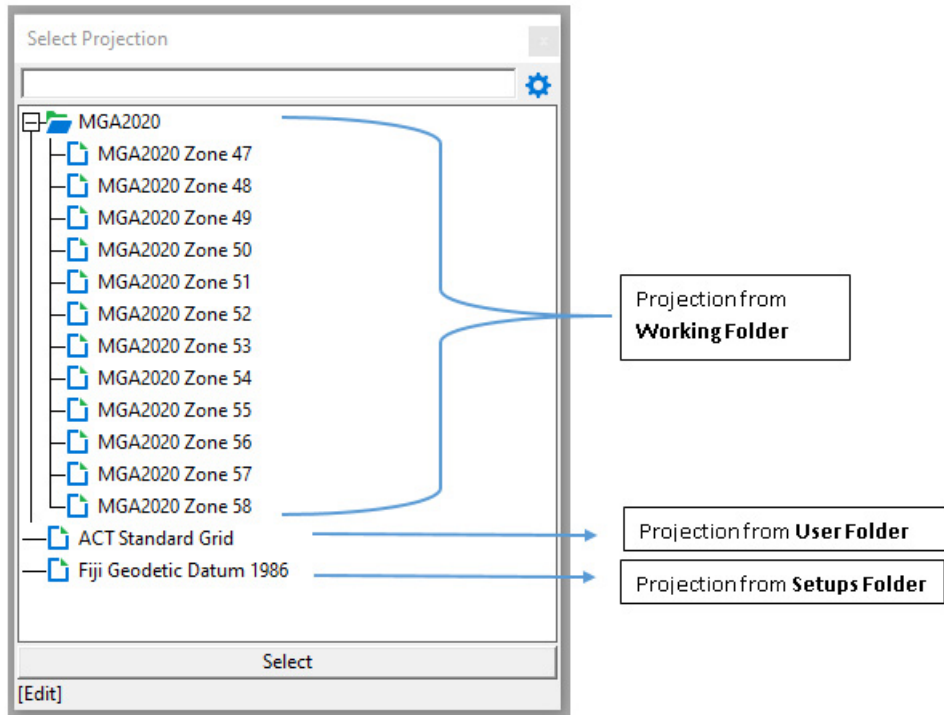 Select Projection
MGA2020
MGA2020 Zone 47
MGA2020 Zone 48
MGA2020 Zone 49
MGA2020 Zone 50
MGA2020 Zone 51
MGA2020 Zone 52
MGA2020 Zone 53
MGA2020 Zone 54
MGA2020 Zone 55
MGA2020 Zone 56
MGA2020 Zone 57
MGA2020 Zone 58
ACT Standard Grid
Fiji Geodetic Datum 1986
Select
[Edit]
Projection from
Working Folder
Projection from User Folder
Projection from Setups Folder